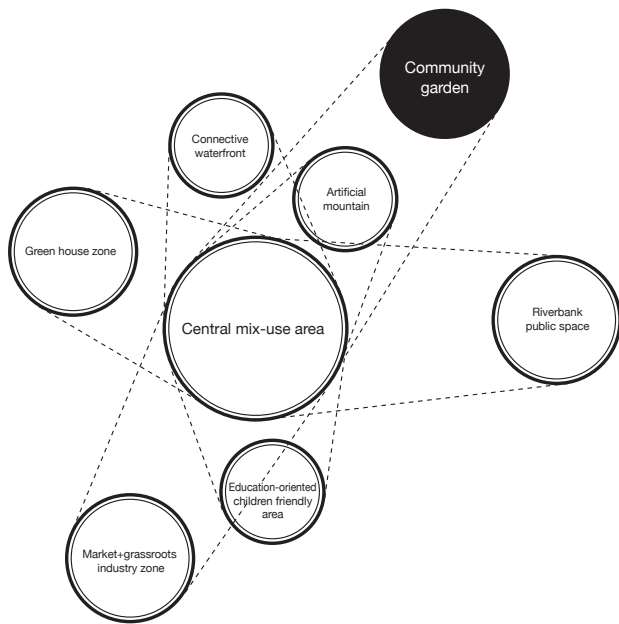 Community
garden
Connective
waterfront
Artificial
mountain
Green house zone
Central mix-use area
Riverbank
public space
Education-oriented
children friendly
area
Market+grassroots
industry zone